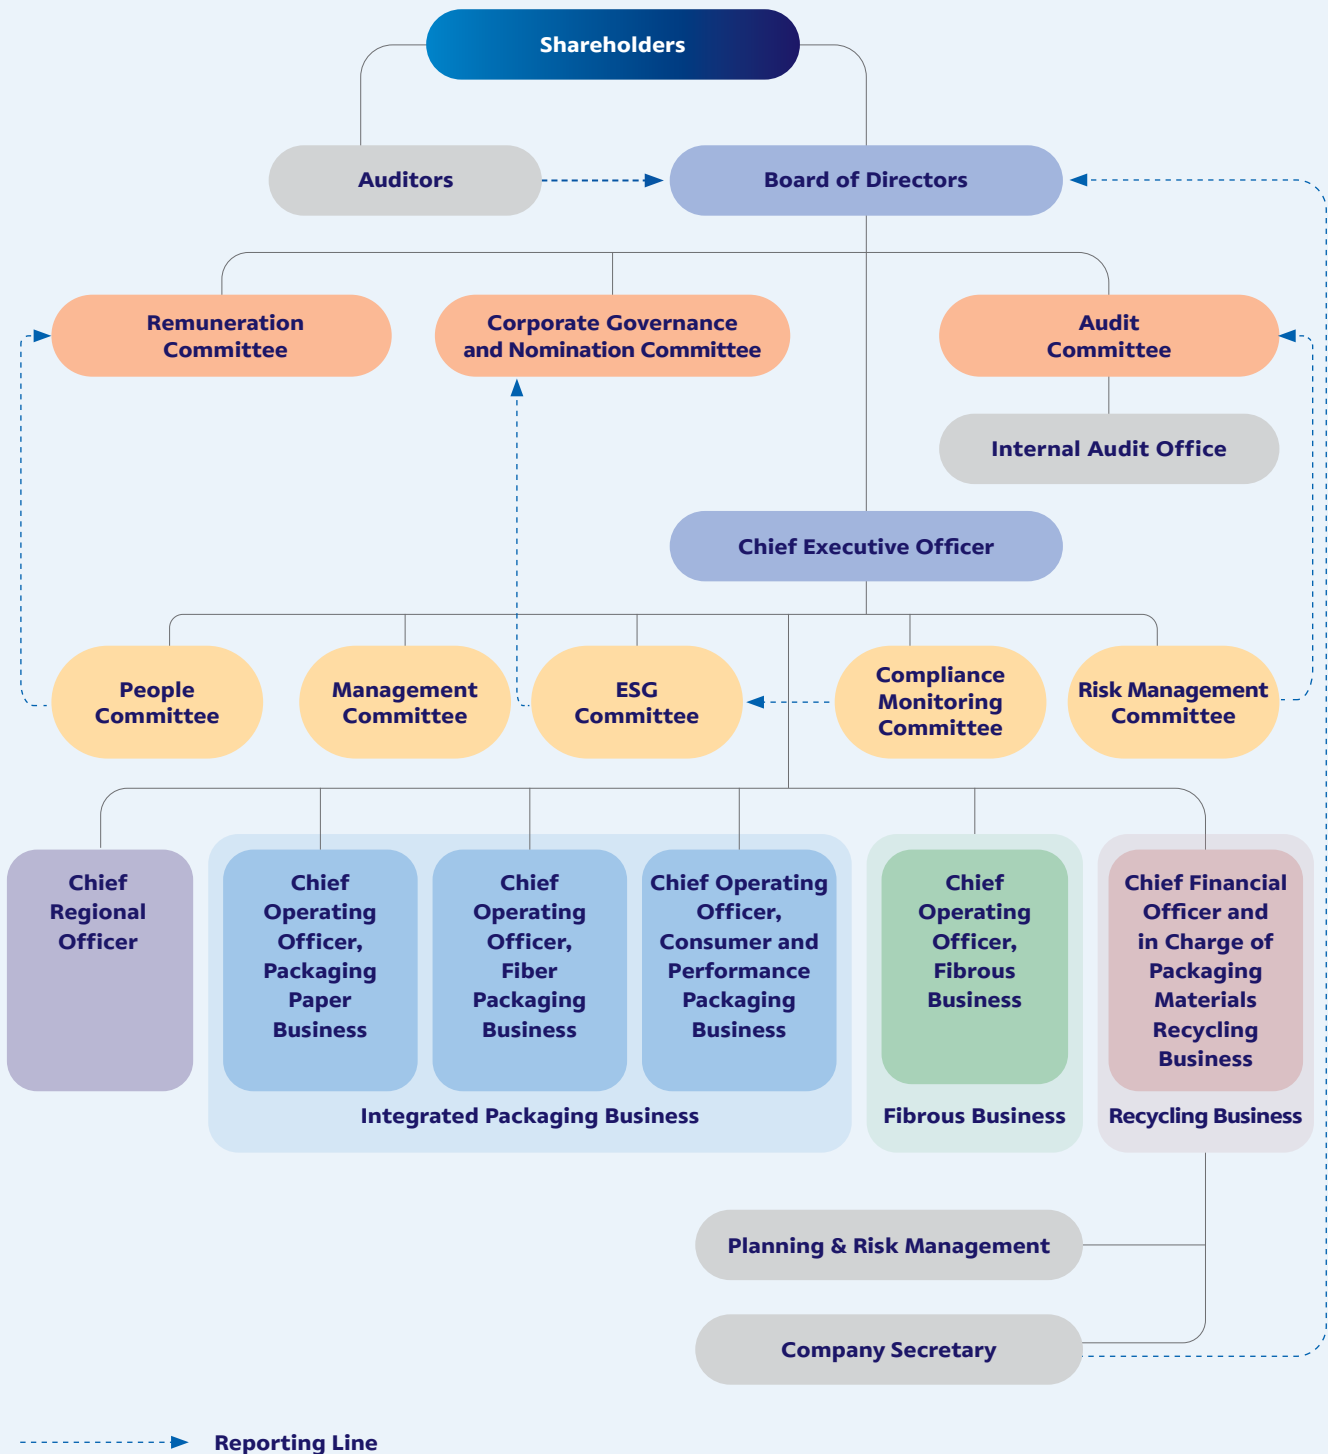 Shareholders
Auditors
Board of Directors
Remuneration
Committee
Corporate Governance
and Nomination Committee
Audit
Committee
Internal Audit Office
Chief Executive Officer
People
Committee
Management
Committee
ESG
Committee
Compliance
Monitoring
Committee
Risk Management
Committee
Chief
Regional
Officer
Chief
Operating
Officer,
Packaging
Paper
Business
Chief
Operating
Officer,
Fiber
Packaging
Business
Chief Operating
Officer,
Consumer and
Performance
Packaging
Business
Integrated Packaging Business
Chief
Operating
Officer,
Fibrous
Business
Fibrous Business
Chief Financial
Officer and
in Charge of
Packaging
Materials
Recycling
Business
Recycling Business
Planning & Risk Management
Company Secretary
Reporting Line